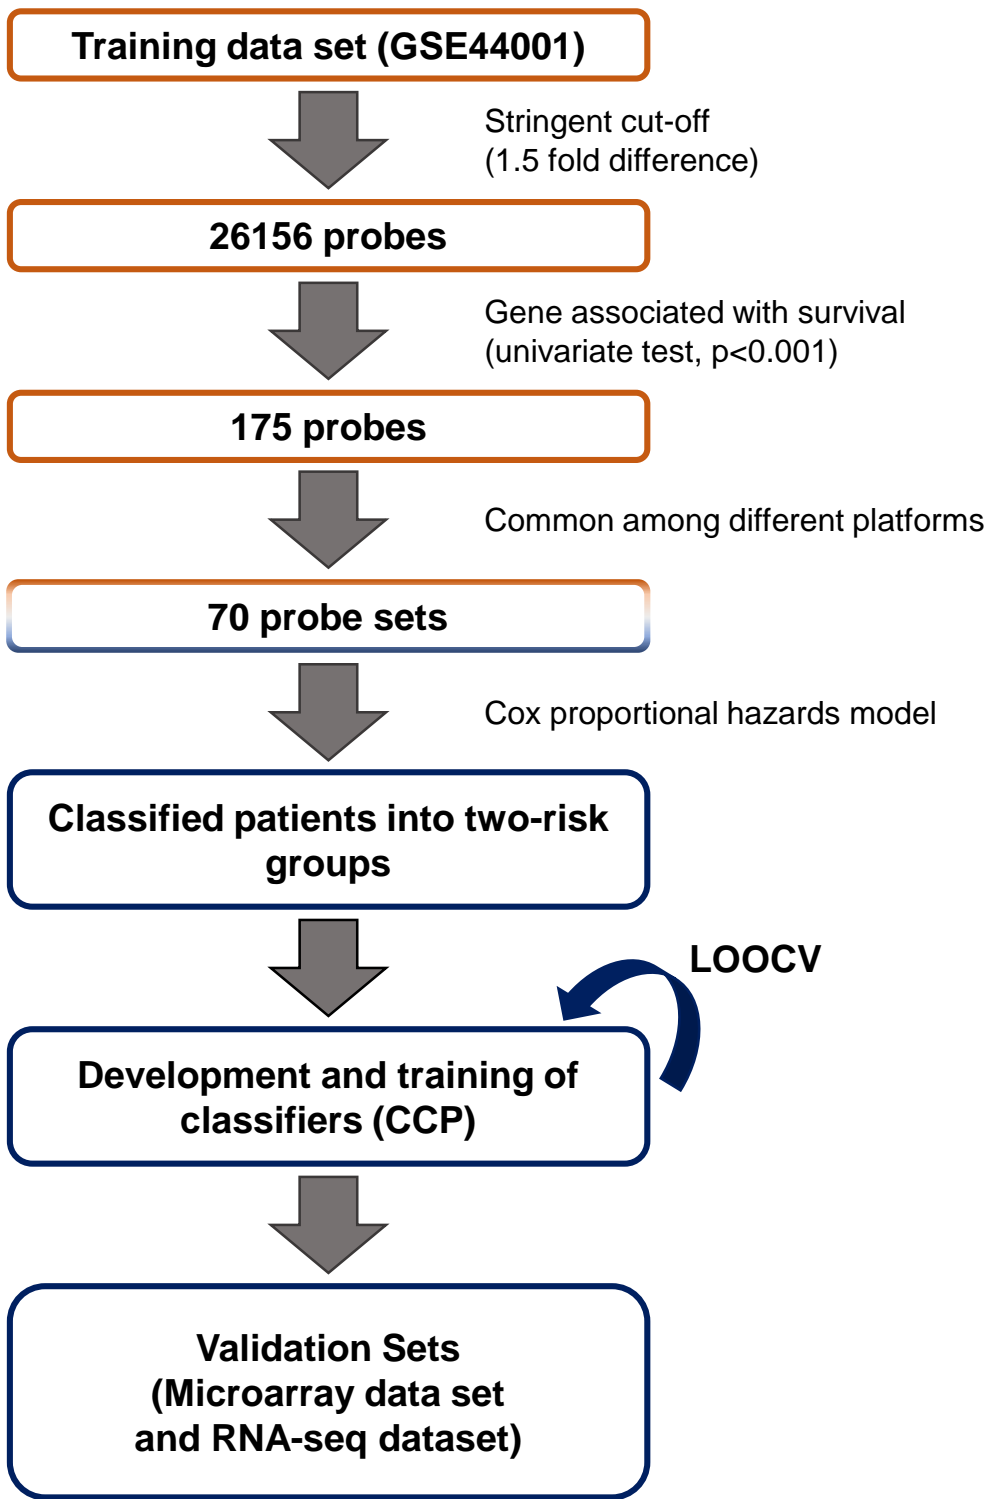 Training data set (GSE44001)
Stringent cut-off
(1.5 fold difference)
26156 probes
Gene associated with survival
(univariate test, p<0.001)
175 probes
Common among different platforms
70 probe sets
Cox proportional hazards model
Classified patients into two-risk
groups
LOOCV
Development and training of
classifiers (CCP)
Validation Sets
(Microarray data set
and RNA-seq dataset)